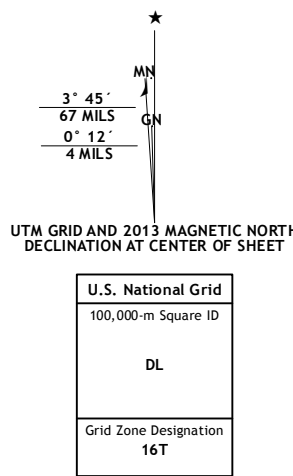 MN
3° 45´
67 MILS
GN
0° 12´
4 MILS
UTM GRID AND 2013 MAGNETIC NORTH
DECLINATION AT CENTER OF SHEET
U.S. National Grid
100,000-m Square ID
DL
Grid Zone Designation
16T